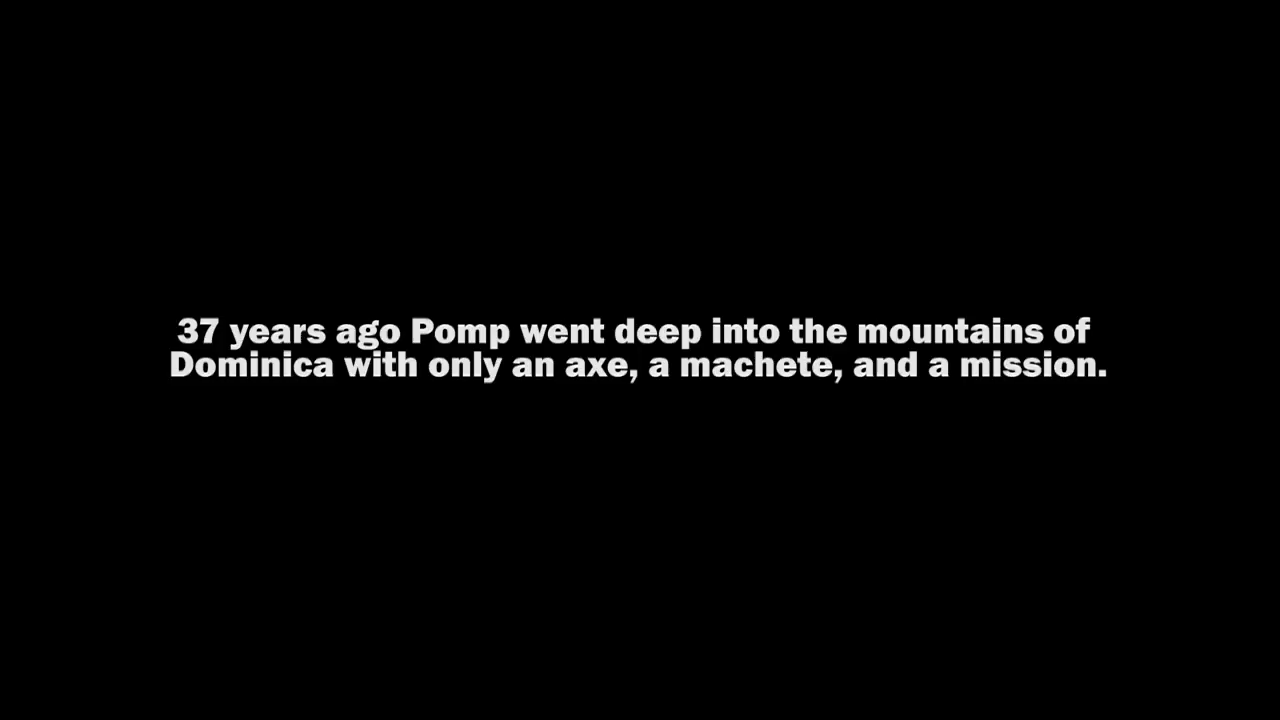 37 years ago Pomp went deep into the mountains of
Dominica with only an axe, a machete, and a mission.